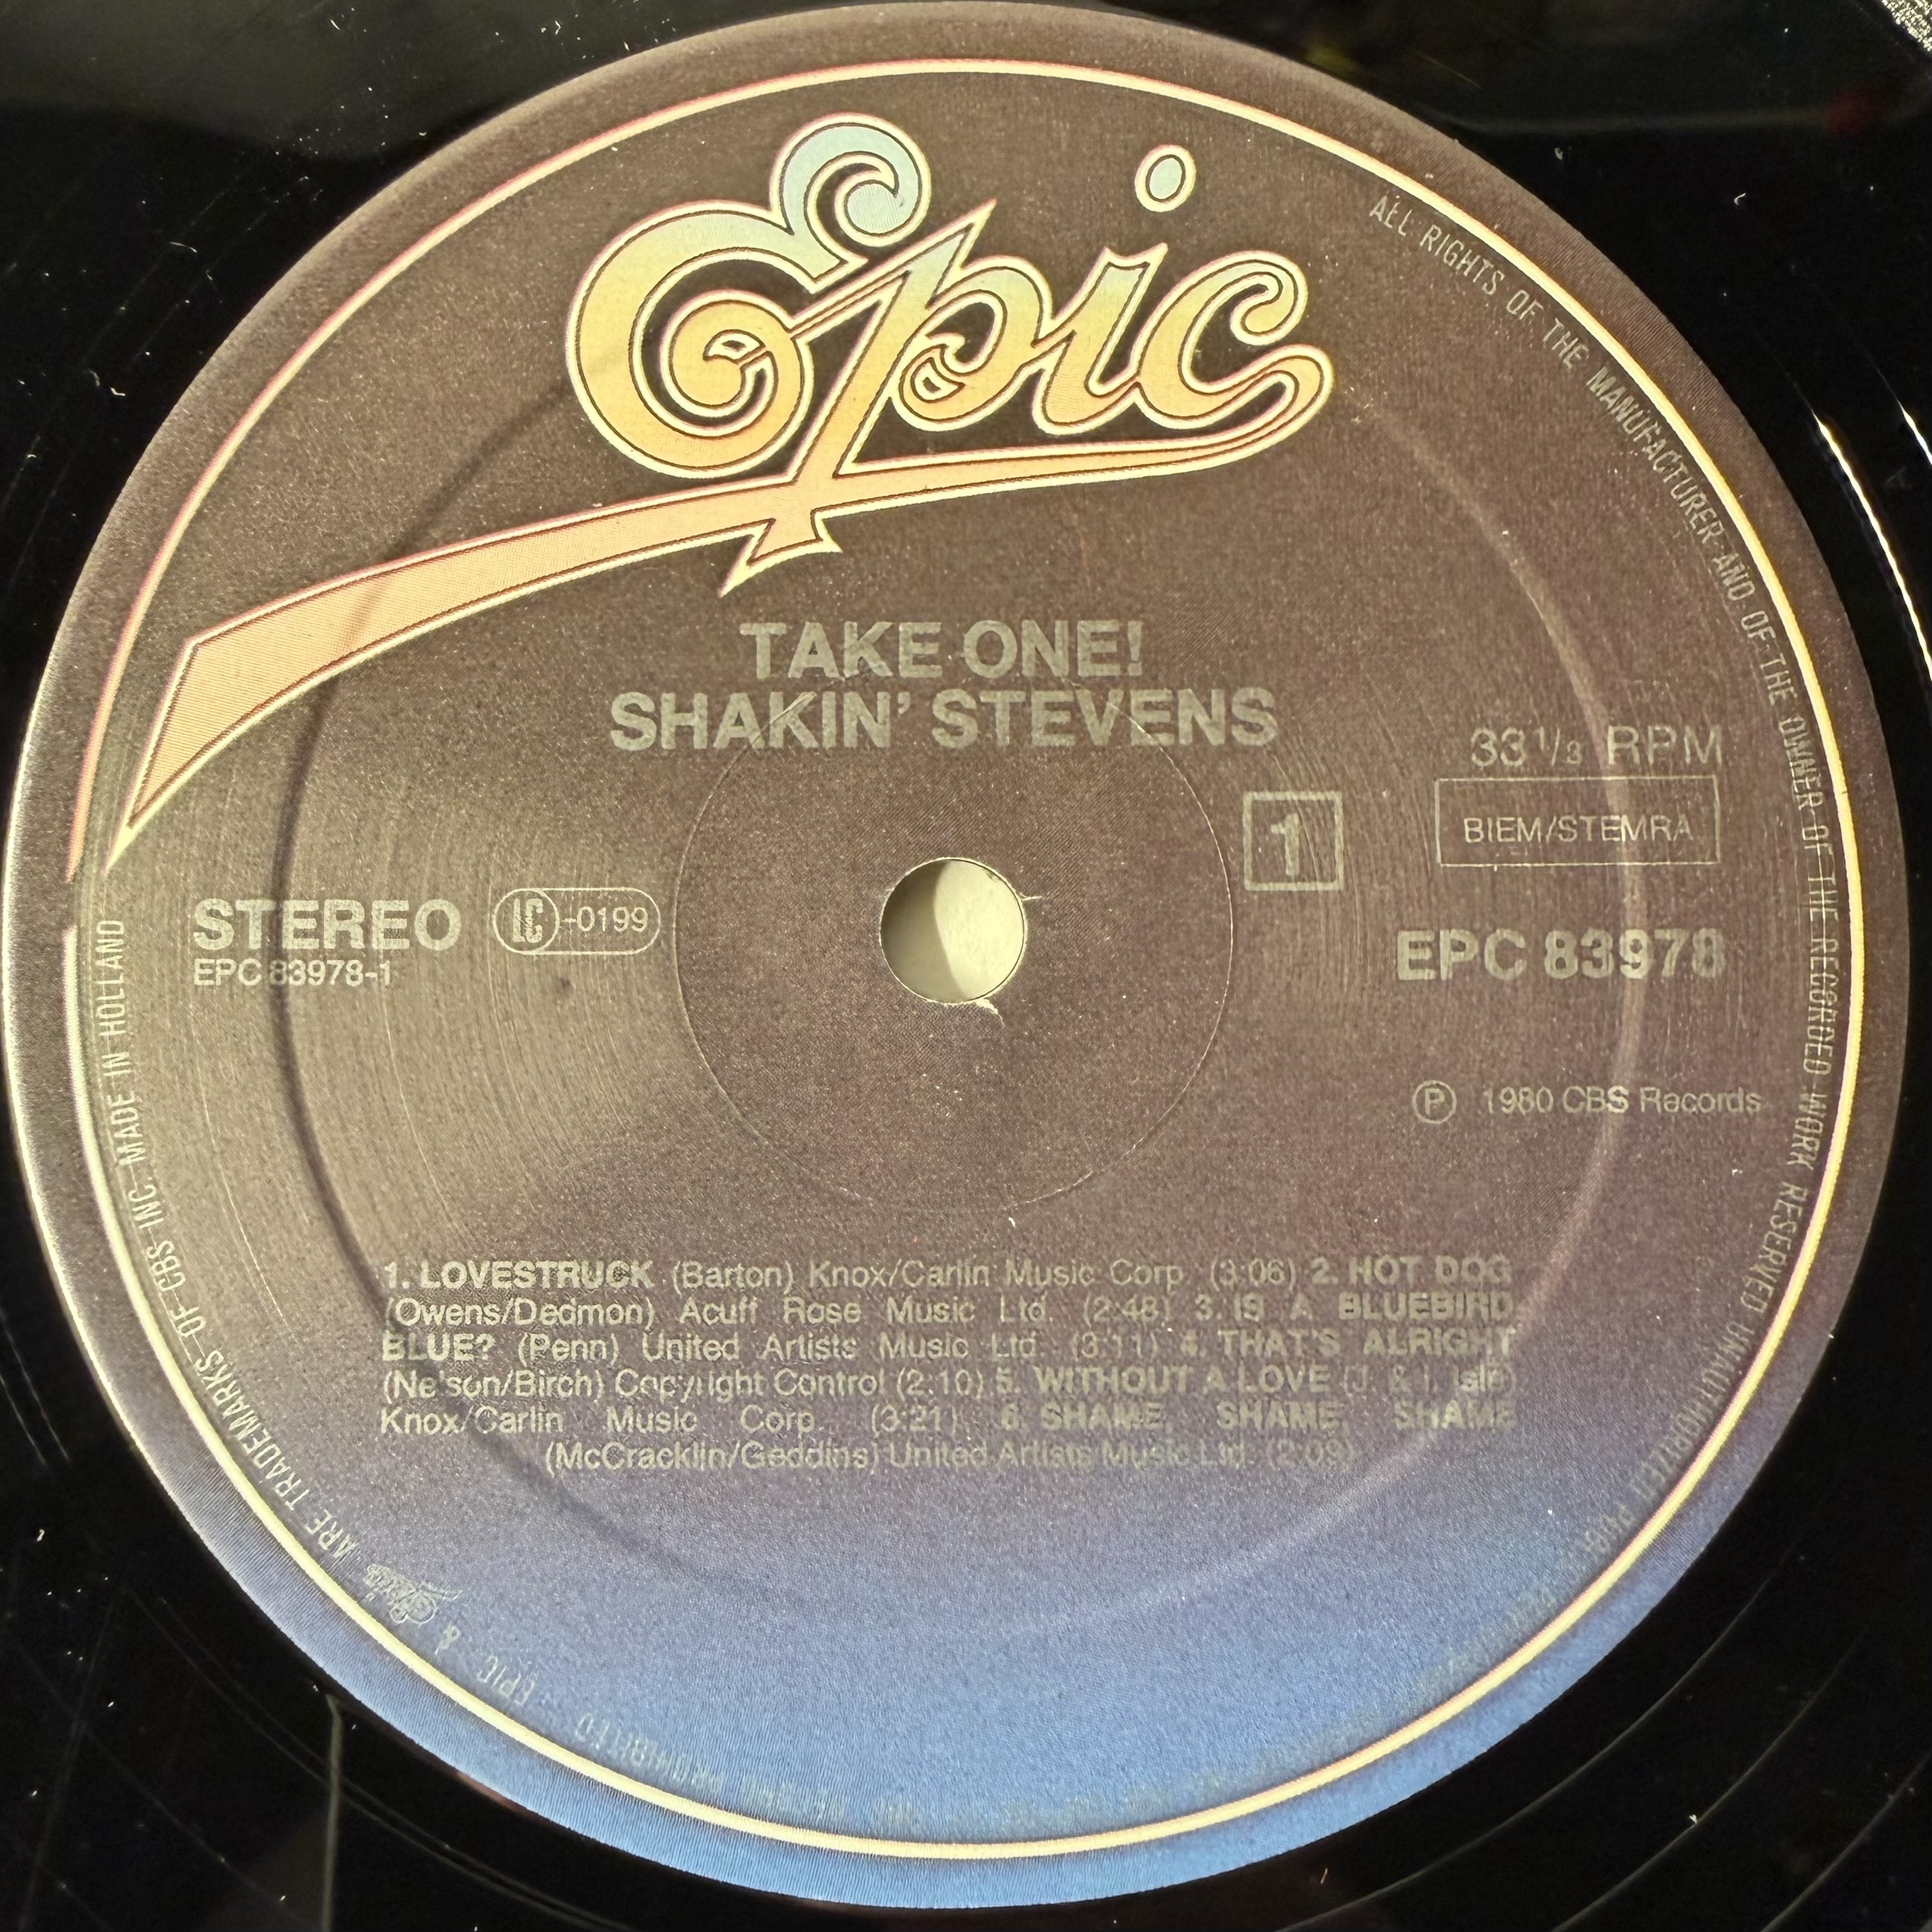 Epic
TAKE ONE!
SHAKIN' STEVENS
33 1/3 RPM
1
BIEM/STEMRA
STEREO
LC-0199
EPC 83978-1
EPC 83978
Ⓟ 1980 CBS Records
1. LOVESTRUCK (Barton) Knox/Carlin Music Corp. (3:06) 2. HOT DOG
(Owens/Dedmon) Acuff Rose Music Ltd. (2:48) 3. IS A BLUEBIRD
BLUE? (Penn) United Artists Music Ltd. (3:11) 4. THAT'S ALRIGHT
(Nelson/Birch) Copyright Control (2:10) 5. WITHOUT A LOVE (J. & I. Isle)
Knox/Carlin Music Corp. (3:21) 6. SHAME, SHAME, SHAME
(McCracklin/Geddins) United Artists Music Ltd. (2:09)
ALL RIGHTS OF THE MANUFACTURER AND OF THE OWNER OF THE RECORDED WORK RESERVED PROHIBITED - EPIC & Epic ARE TRADEMARKS OF CBS INC. MADE IN HOLLAND